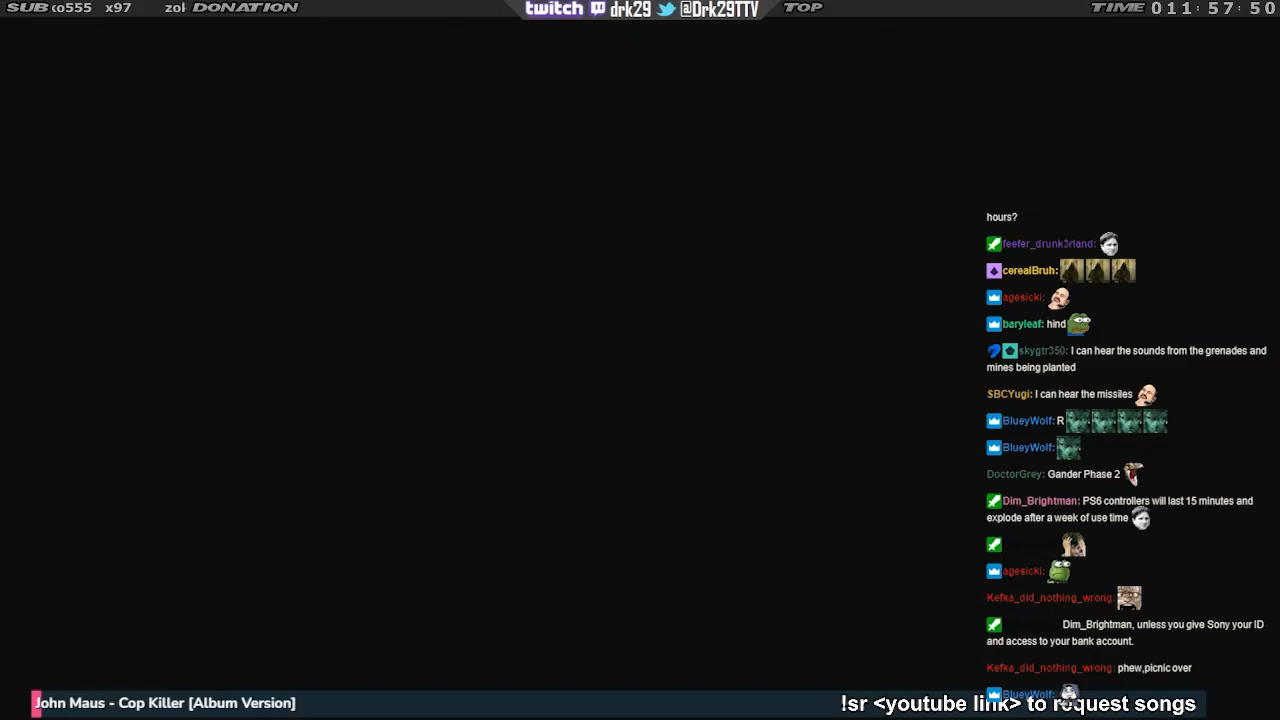 SUB co555 x97 zol DONATION twitch drk29 @Drk29TTV TOP TIME 011:57:50
hours?
feefer_drunk3rland:
cerealBruh:
agesicki:
baryleaf: hind
skygtr350: I can hear the sounds from the grenades and
mines being planted
SBCYugi: I can hear the missiles
BlueyWolf: R
BlueyWolf:
DoctorGrey: Gander Phase 2
Dim_Brightman: PS6 controllers will last 15 minutes and
explode after a week of use time
agesicki:
Kefka_did_nothing_wrong:
Dim_Brightman, unless you give Sony your ID
and access to your bank account.
Kefka_did_nothing_wrong: phew,picnic over
BlueyWolf:
John Maus - Cop Killer [Album Version]
!sr <youtube link> to request songs